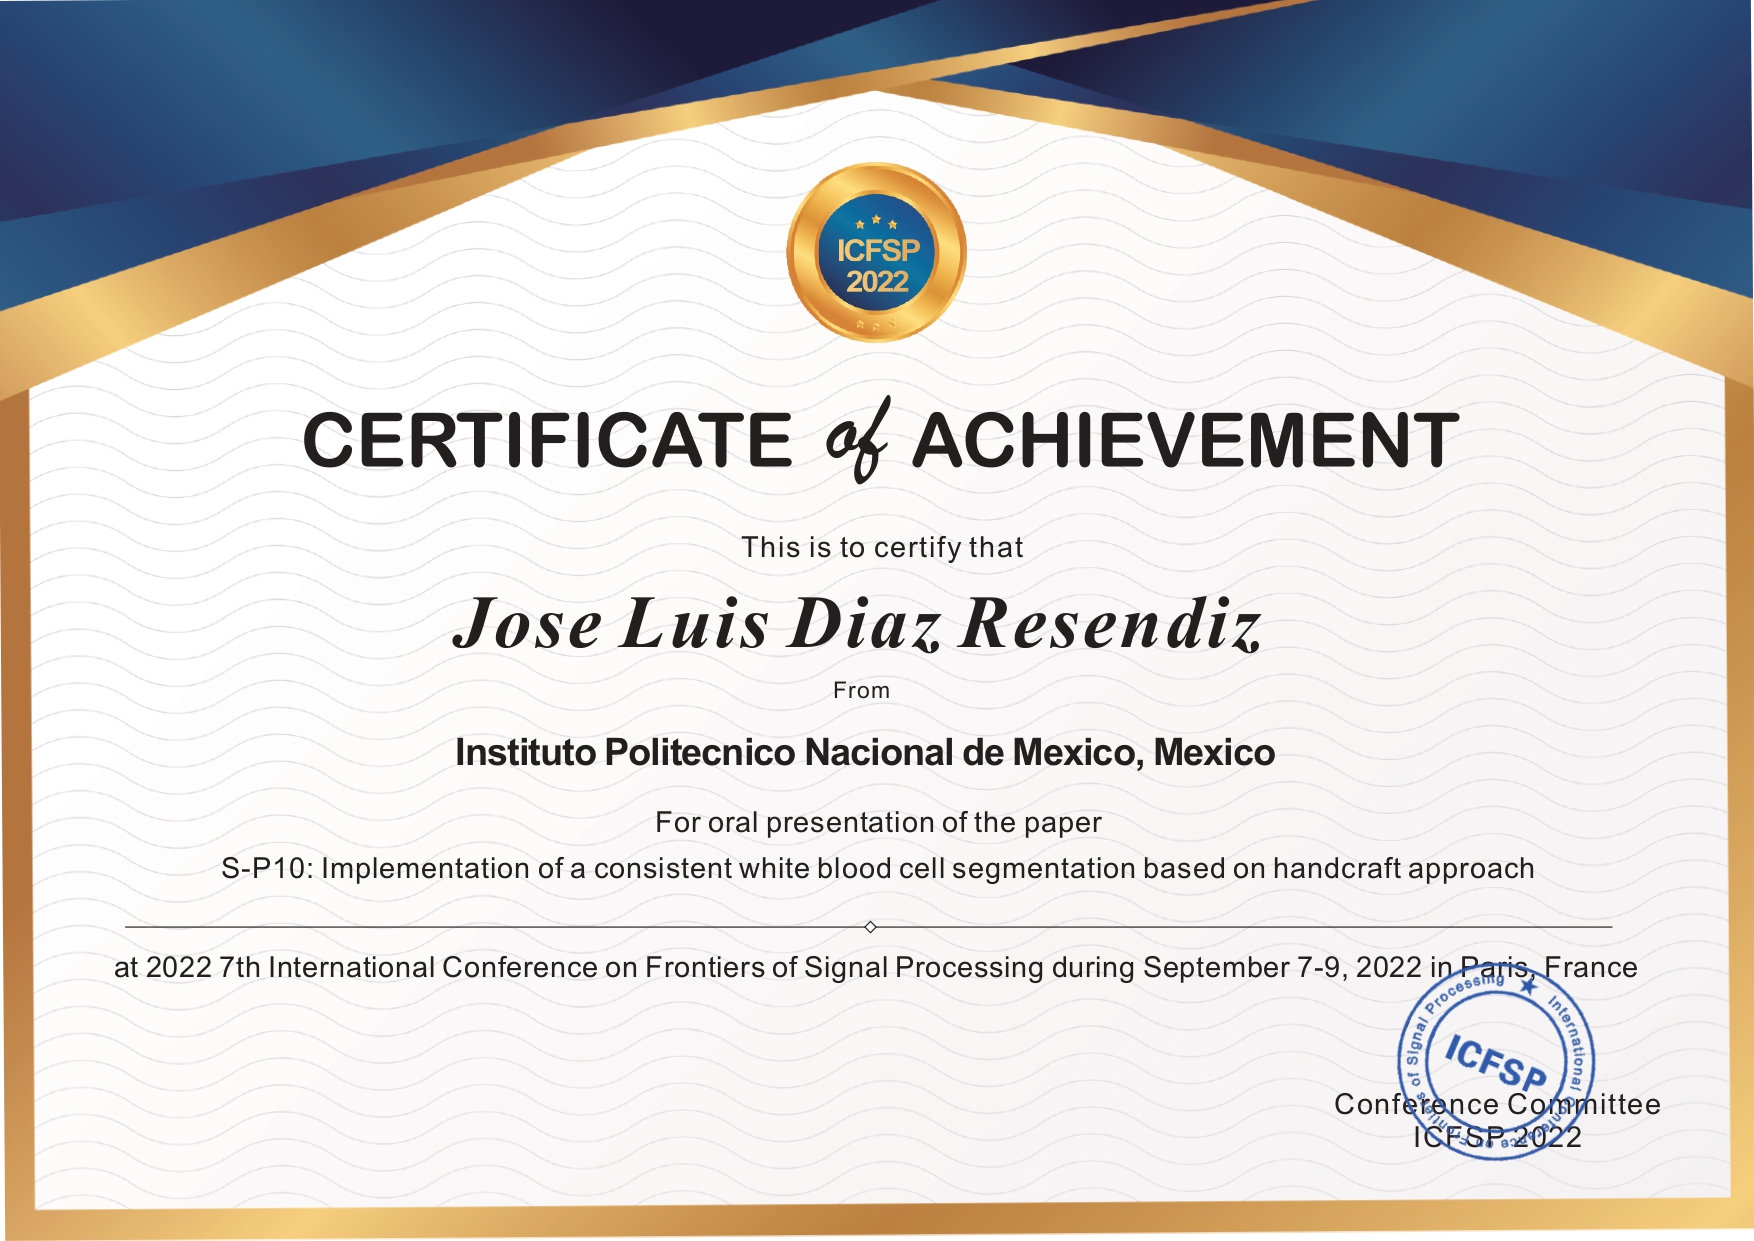 ICFSP
2022
CERTIFICATE of ACHIEVEMENT
This is to certify that
Jose Luis Diaz Resendiz
From
Instituto Politecnico Nacional de Mexico, Mexico
For oral presentation of the paper
S-P10: Implementation of a consistent white blood cell segmentation based on handcraft approach
at 2022 7th International Conference on Frontiers of Signal Processing during September 7-9, 2022 in Paris, France
International Conference on Frontiers of Signal Processing
ICFSP
Conference Committee
ICFSP 2022